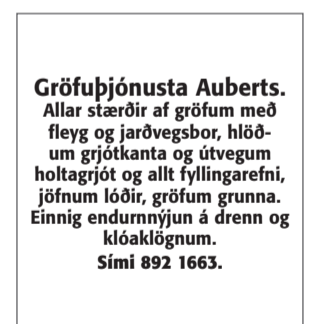 Gröfuþjónusta Auberts.
Allar stærðir af gröfum með
fleyg og jarðvegsbor, hlöð-
um grjótkanta og útvegum
holtagrjót og allt fyllingarefni,
jöfnum lóðir, gröfum grunna.
Einnig endurnnýjun á drenn og
klóaklögnum.
Sími 892 1663.